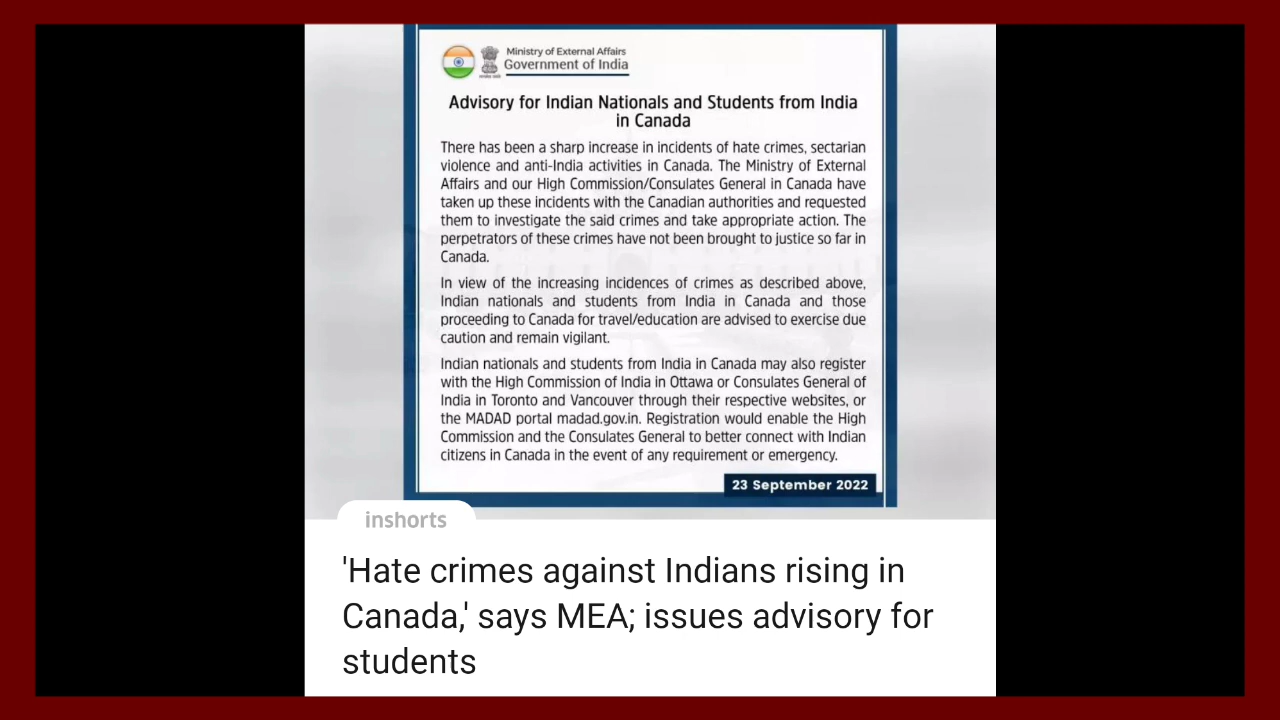 Ministry of External Affairs
Government of India
Advisory for Indian Nationals and Students from India
in Canada
There has been a sharp increase in incidents of hate crimes, sectarian
violence and anti-India activities in Canada. The Ministry of External
Affairs and our High Commission/Consulates General in Canada have
taken up these incidents with the Canadian authorities and requested
them to investigate the said crimes and take appropriate action. The
perpetrators of these crimes have not been brought to justice so far in
Canada.
In view of the increasing incidences of crimes as described above,
Indian nationals and students from India in Canada and those
proceeding to Canada for travel/education are advised to exercise due
caution and remain vigilant.
Indian nationals and students from India in Canada may also register
with the High Commission of India in Ottawa or Consulates General of
India in Toronto and Vancouver through their respective websites, or
the MADAD portal madad.gov.in. Registration would enable the High
Commission and the Consulates General to better connect with Indian
citizens in Canada in the event of any requirement or emergency.
23 September 2022
inshorts
'Hate crimes against Indians rising in
Canada,' says MEA; issues advisory for
students